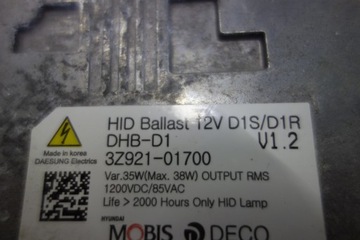 HID Ballast 12V D1S/D1R
DHB-D1 V1.2
3Z921-01700
Made in korea
DAESUNG Electrics
Var.35W(Max. 38W) OUTPUT RMS
1200VDC/85VAC
Life > 2000 Hours Only HID Lamp
HYUNDAI
MOBIS DECO